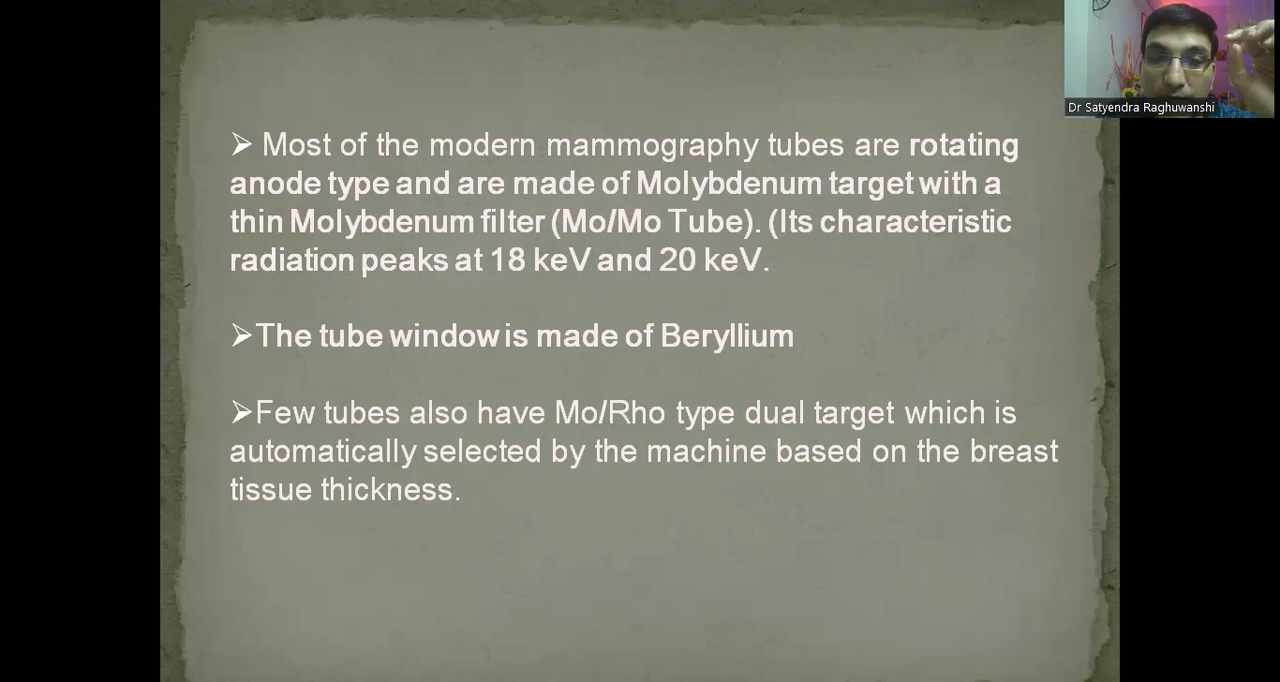 Dr Satyendra Raghuwanshi
➢ Most of the modern mammography tubes are rotating
anode type and are made of Molybdenum target with a
thin Molybdenum filter (Mo/Mo Tube). (Its characteristic
radiation peaks at 18 keV and 20 keV.
➢The tube window is made of Beryllium
➢Few tubes also have Mo/Rho type dual target which is
automatically selected by the machine based on the breast
tissue thickness.